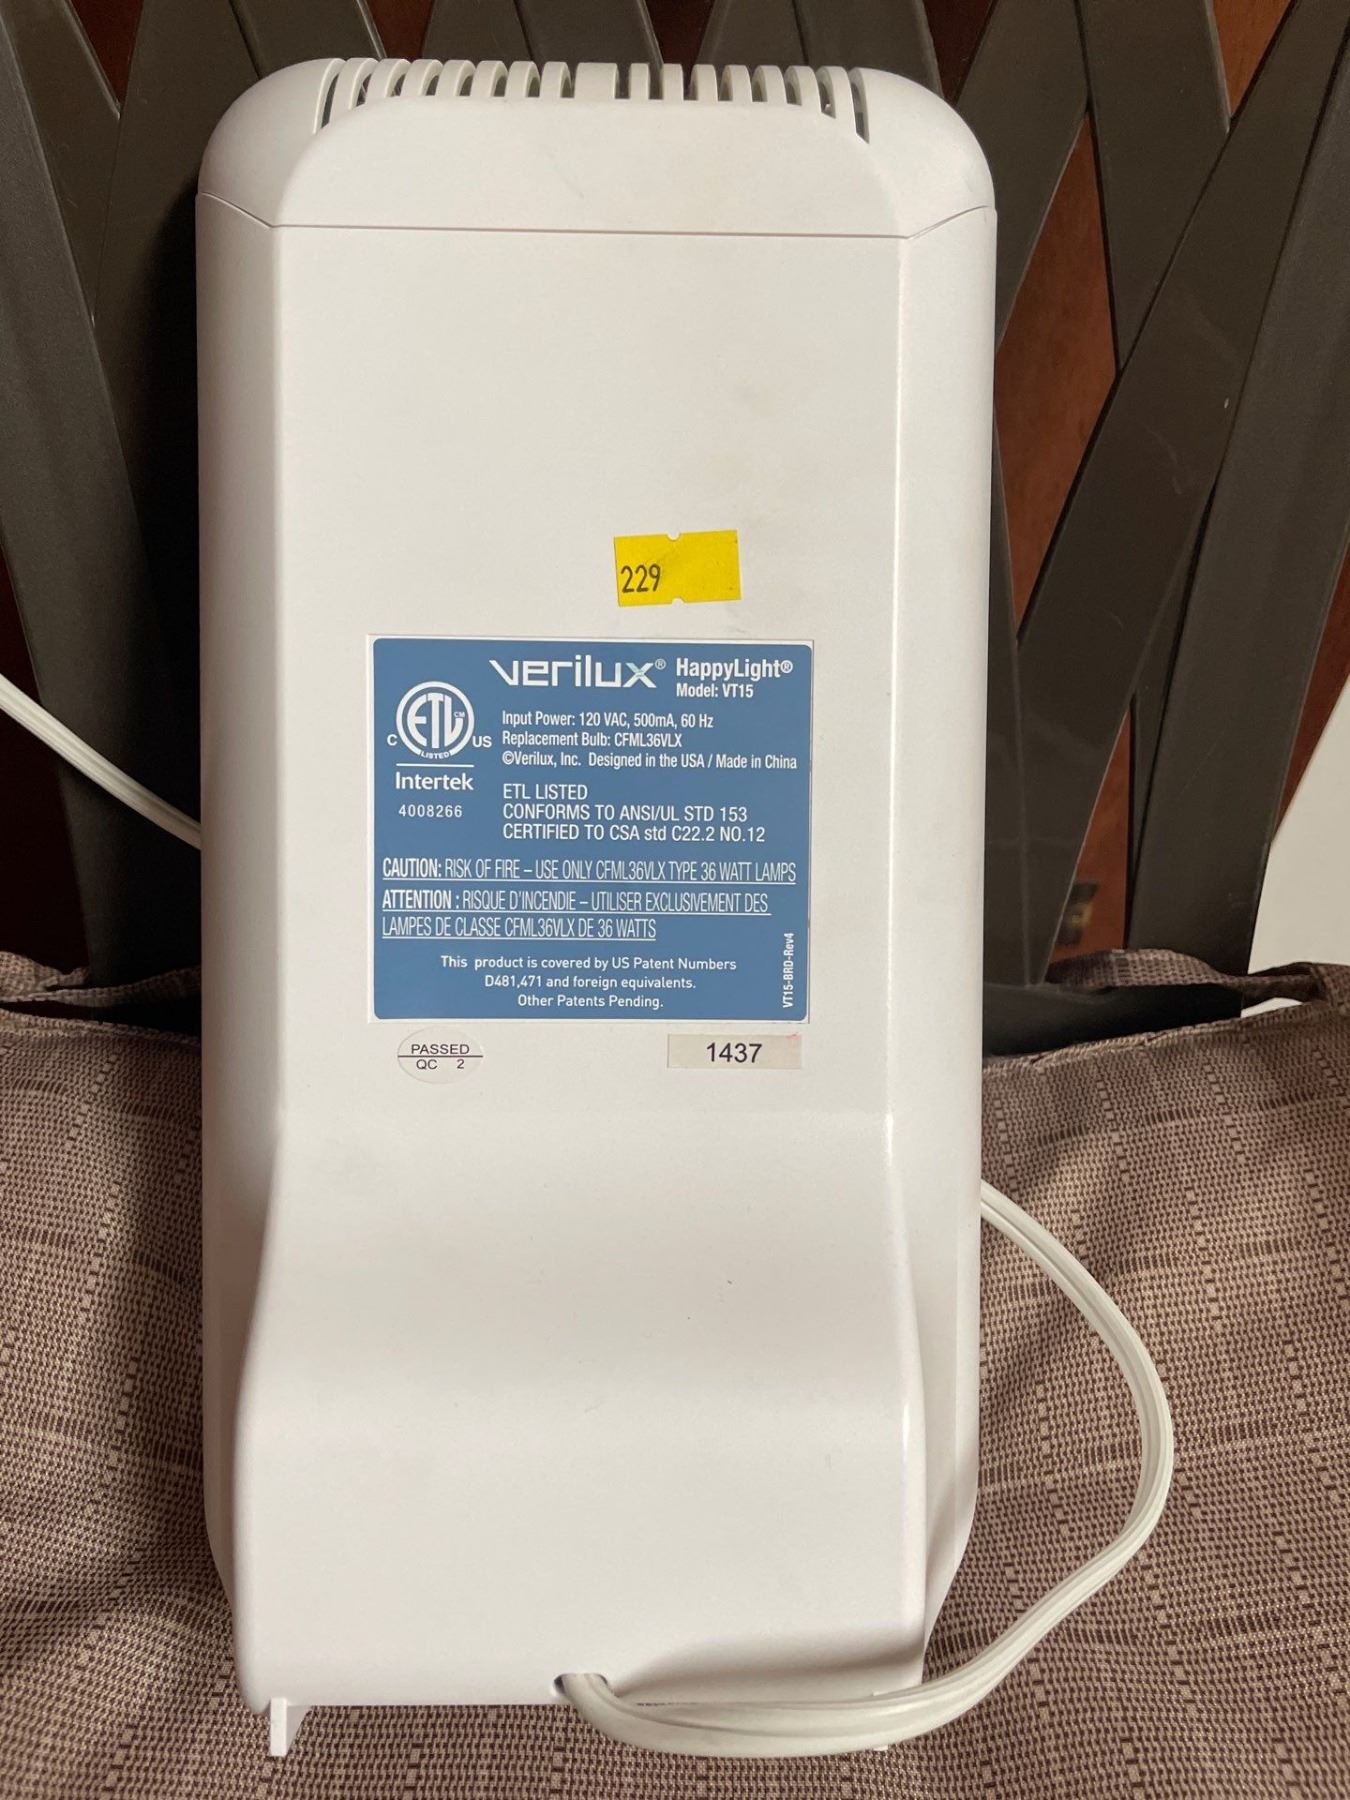 229
verilux® HappyLight®
Model: VT15
Input Power: 120 VAC, 500mA, 60 Hz
Replacement Bulb: CFML36VLX
©Verilux, Inc. Designed in the USA / Made in China
ETL CM
LISTED
C US
Intertek
4008266
ETL LISTED
CONFORMS TO ANSI/UL STD 153
CERTIFIED TO CSA std C22.2 NO.12
CAUTION: RISK OF FIRE – USE ONLY CFML36VLX TYPE 36 WATT LAMPS
ATTENTION : RISQUE D'INCENDIE – UTILISER EXCLUSIVEMENT DES
LAMPES DE CLASSE CFML36VLX DE 36 WATTS
This product is covered by US Patent Numbers
D481,471 and foreign equivalents.
Other Patents Pending.
VT15-BRD-Rev4
PASSED
QC 2
1437